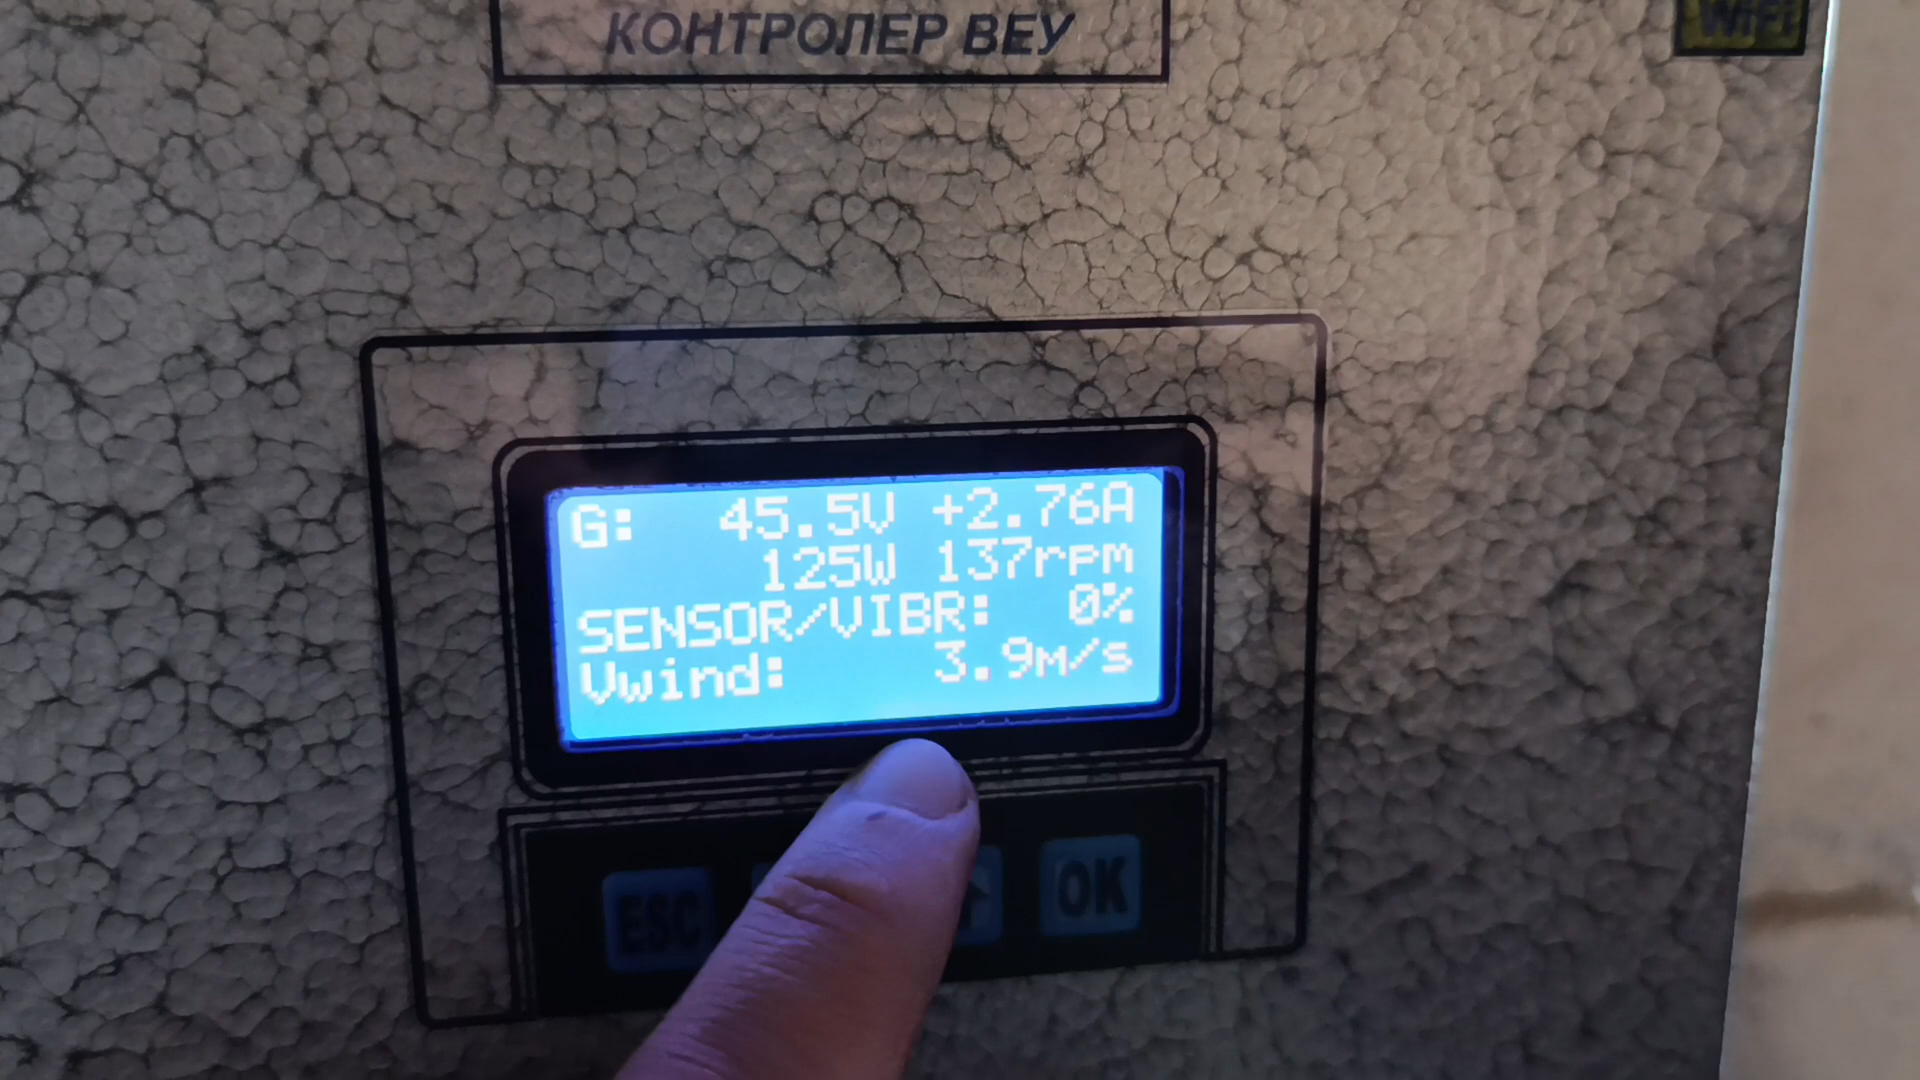 КОНТРОЛЕР ВЕУ
WiFi
G: 45.5V +2.76A
125W 137rpm
SENSOR/VIBR: 0%
Vwind: 3.9м/s
ESC
↑
OK